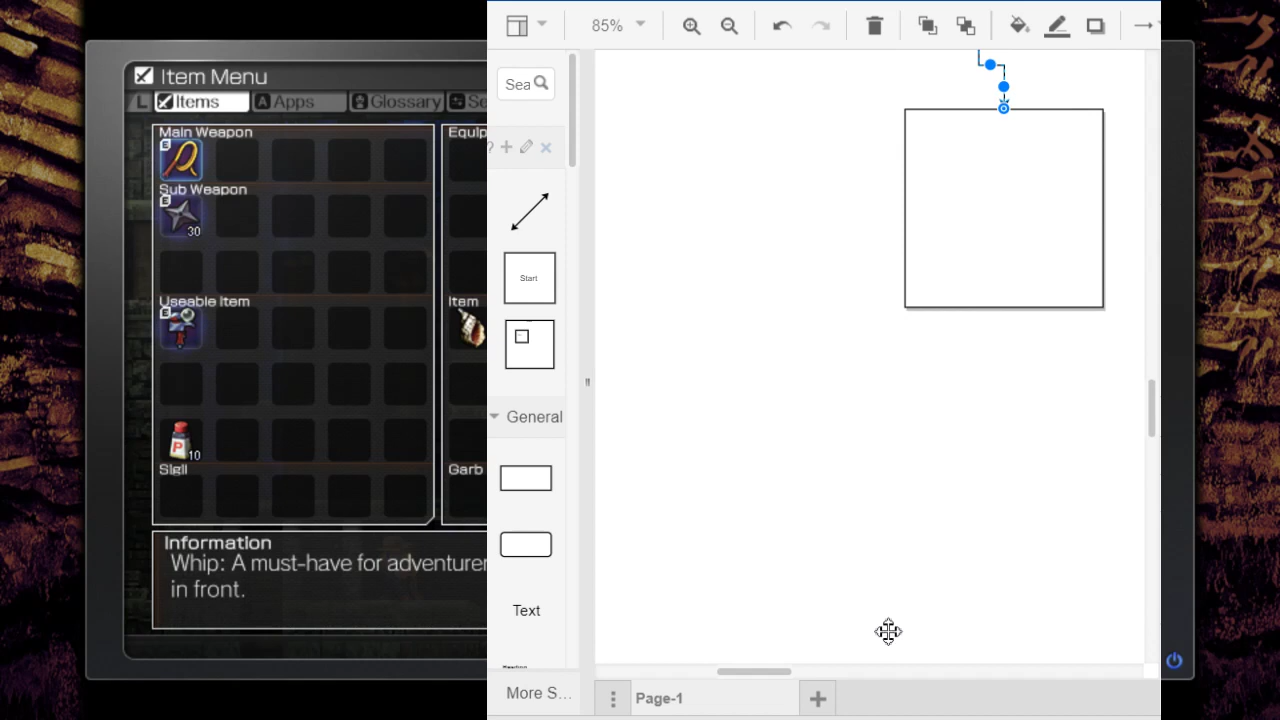 Item Menu
L Items A Apps Glossary Se
Main Weapon
Equip
E
Sub Weapon
E
30
Useable Item
Item
E
P
10
Sigil
Garb
Information
Whip: A must-have for adventurer
in front.
85%
Sea
?
Start
General
Text
More S...
Page-1